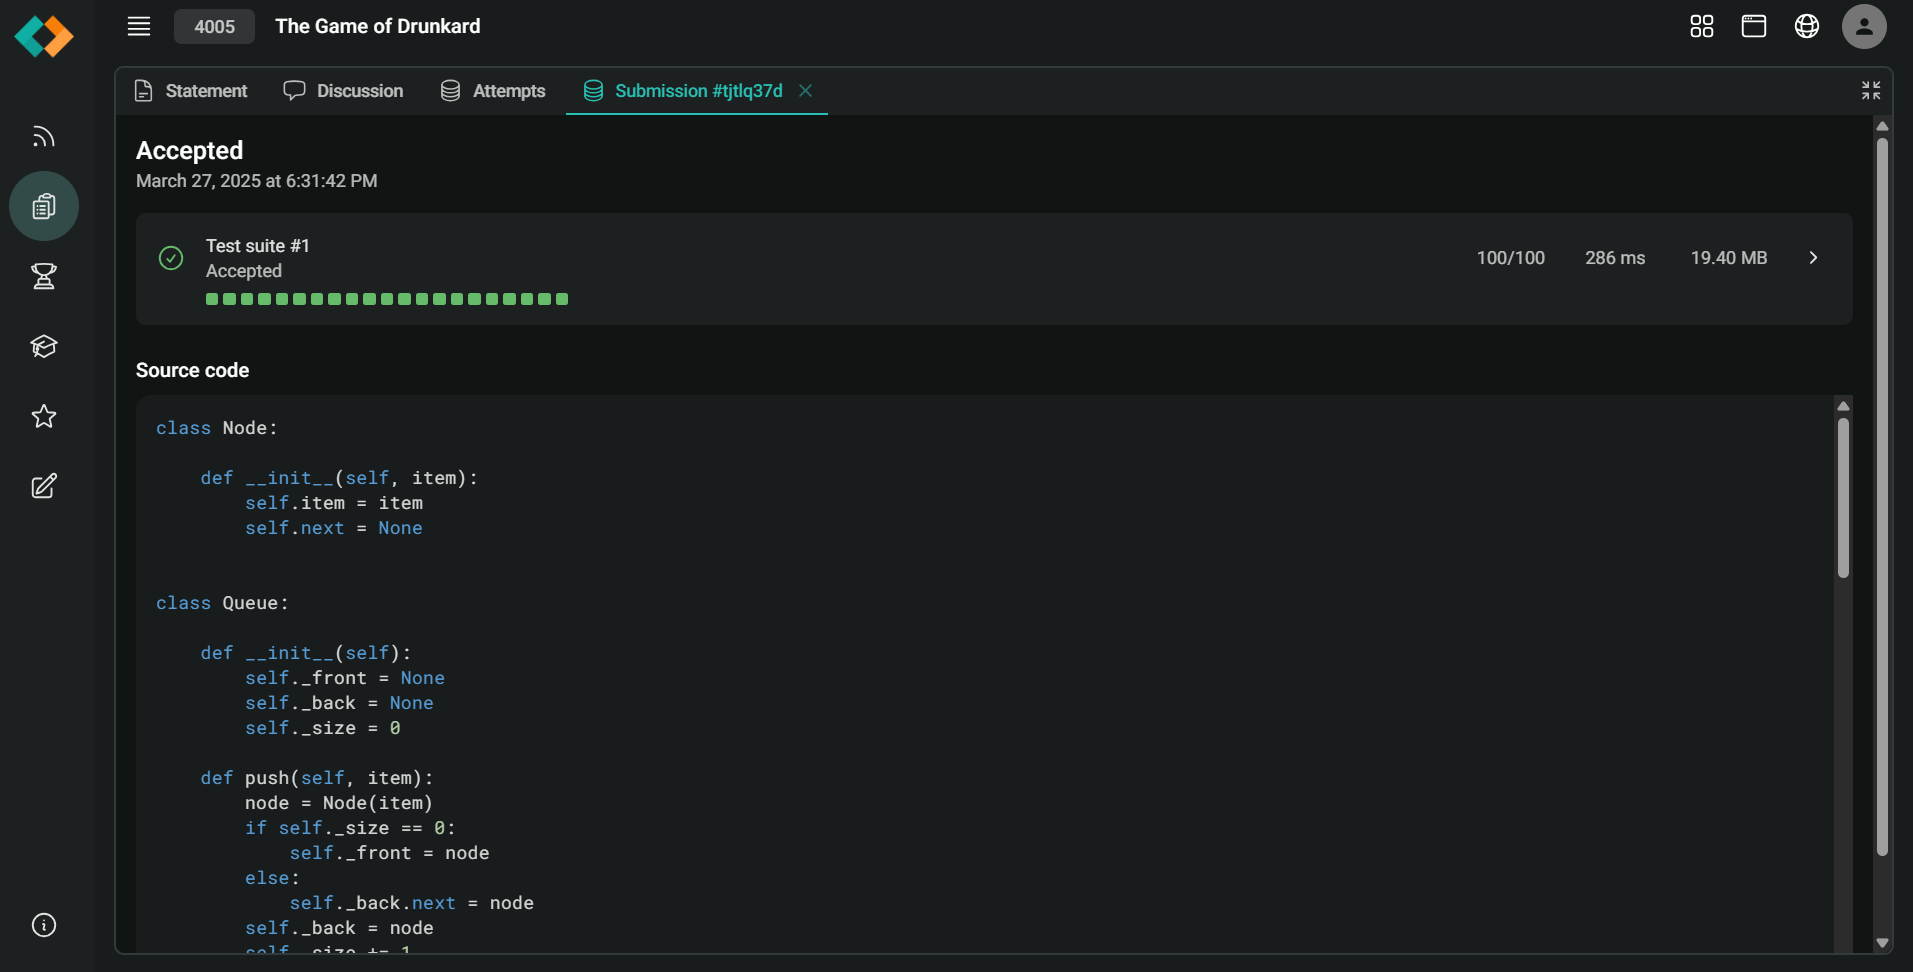 4005 The Game of Drunkard
Statement Discussion Attempts Submission #tjtlq37d
Accepted
March 27, 2025 at 6:31:42 PM
Test suite #1
Accepted
100/100 286 ms 19.40 MB
Source code
class Node:
    def __init__(self, item):
        self.item = item
        self.next = None
class Queue:
    def __init__(self):
        self._front = None
        self._back = None
        self._size = 0
    def push(self, item):
        node = Node(item)
        if self._size == 0:
            self._front = node
        else:
            self._back.next = node
        self._back = node
        self._size += 1